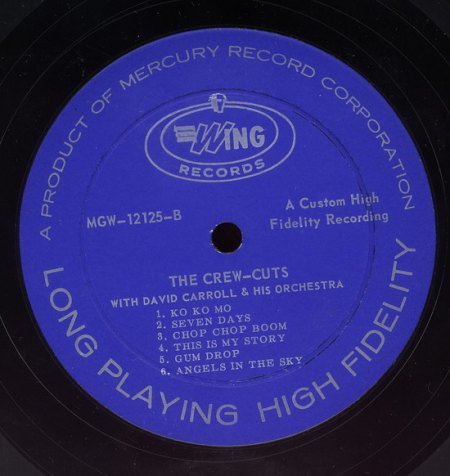 A PRODUCT OF MERCURY RECORD CORPORATION
WING
RECORDS
MGW-12125-B
A Custom High
Fidelity Recording
THE CREW-CUTS
WITH DAVID CARROLL & HIS ORCHESTRA
1. KO KO MO
2. SEVEN DAYS
3. CHOP CHOP BOOM
4. THIS IS MY STORY
5. GUM DROP
6. ANGELS IN THE SKY
LONG PLAYING HIGH FIDELITY